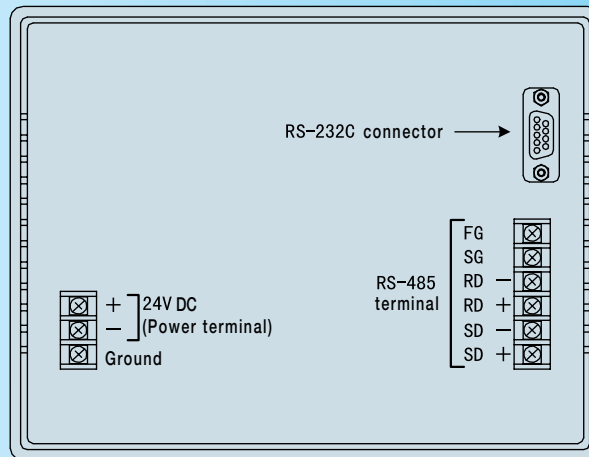 RS-232C connector
FG
SG
RS-485 terminal
RD −
RD +
SD −
SD +
+ 24V DC
− (Power terminal)
Ground